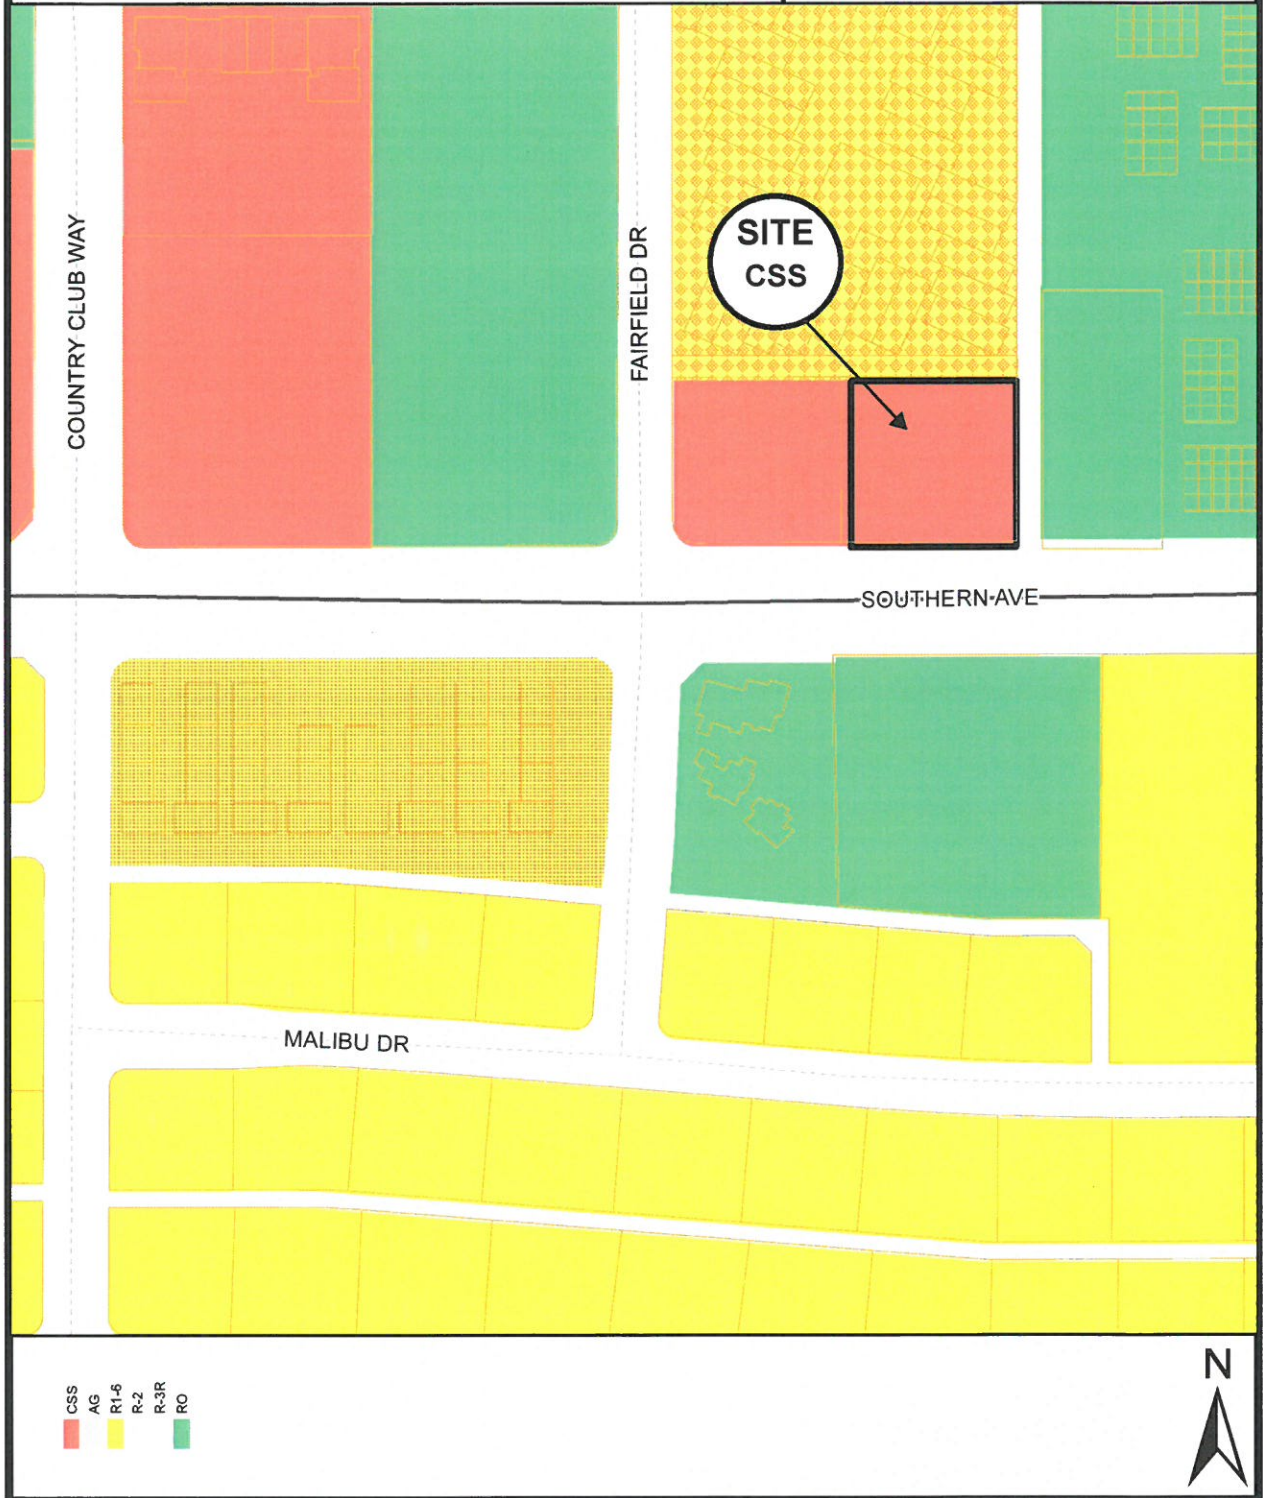 COUNTRY CLUB WAY
FAIRFIELD DR
SITE
CSS
SOUTHERN AVE
MALIBU DR
CSS
AG
R1-6
R-2
R-3R
RO
N